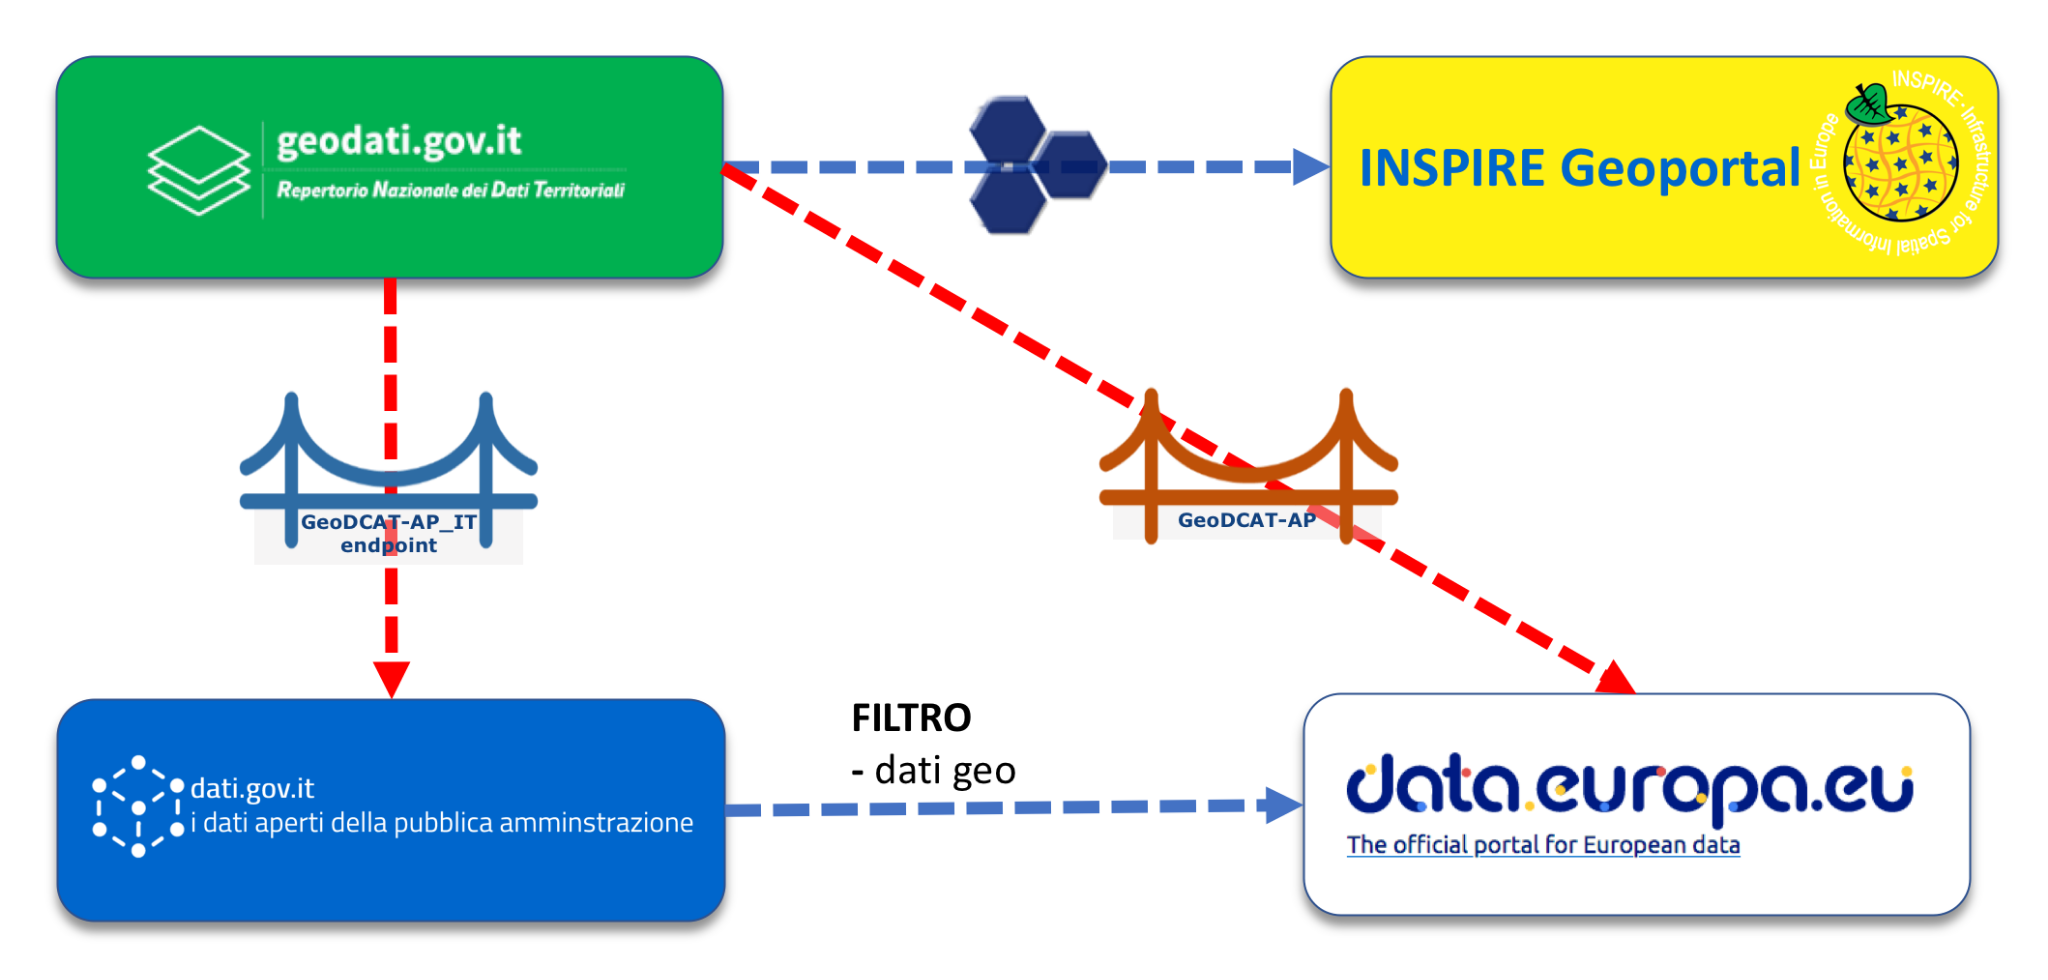 geodati.gov.it
Repertorio Nazionale dei Dati Territoriali
INSPIRE Geoportal
INSPIRE · Infrastructure for Spatial Information in Europe
GeoDCAT-AP_IT
endpoint
GeoDCAT-AP
dati.gov.it
i dati aperti della pubblica amminstrazione
FILTRO
- dati geo
data.europa.eu
The official portal for European data